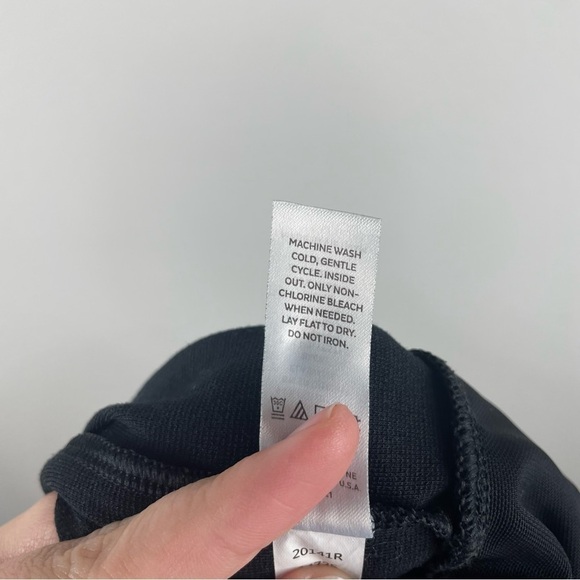 MACHINE WASH
COLD, GENTLE
CYCLE. INSIDE
OUT. ONLY NON-
CHLORINE BLEACH
WHEN NEEDED.
LAY FLAT TO DRY.
DO NOT IRON.
U.S.A.
20141R